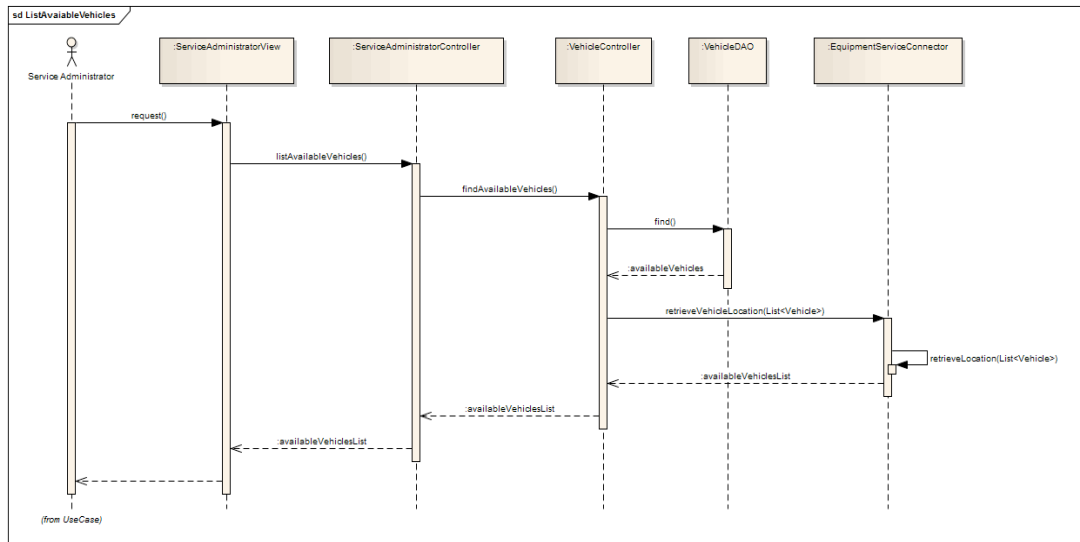 sd ListAvaiableVehicles
:ServiceAdministratorView
:ServiceAdministratorController
:VehicleController
:VehicleDAO
:EquipmentServiceConnector
Service Administrator
request()
listAvailableVehicles()
findAvailableVehicles()
find()
:availableVehicles
retrieveVehicleLocation(List<Vehicle>)
retrieveLocation(List<Vehicle>)
:availableVehiclesList
:availableVehiclesList
:availableVehiclesList
(from UseCase)